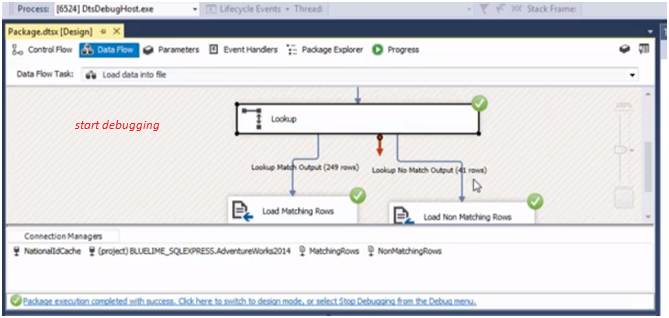 Process: [6524] DtsDebugHost.exe Lifecycle Events Thread: Stack Frame:
Package.dtsx [Design]
Control Flow Data Flow Parameters Event Handlers Package Explorer Progress
Data Flow Task: Load data into file
100%
Lookup
start debugging
Lookup Match Output (249 rows) Lookup No Match Output (41 rows)
Load Matching Rows Load Non Matching Rows
Connection Managers
NationalIdCache (project) BLUELIME_SQLEXPRESS.AdventureWorks2014 MatchingRows NonMatchingRows
Package execution completed with success. Click here to switch to design mode, or select Stop Debugging from the Debug menu.